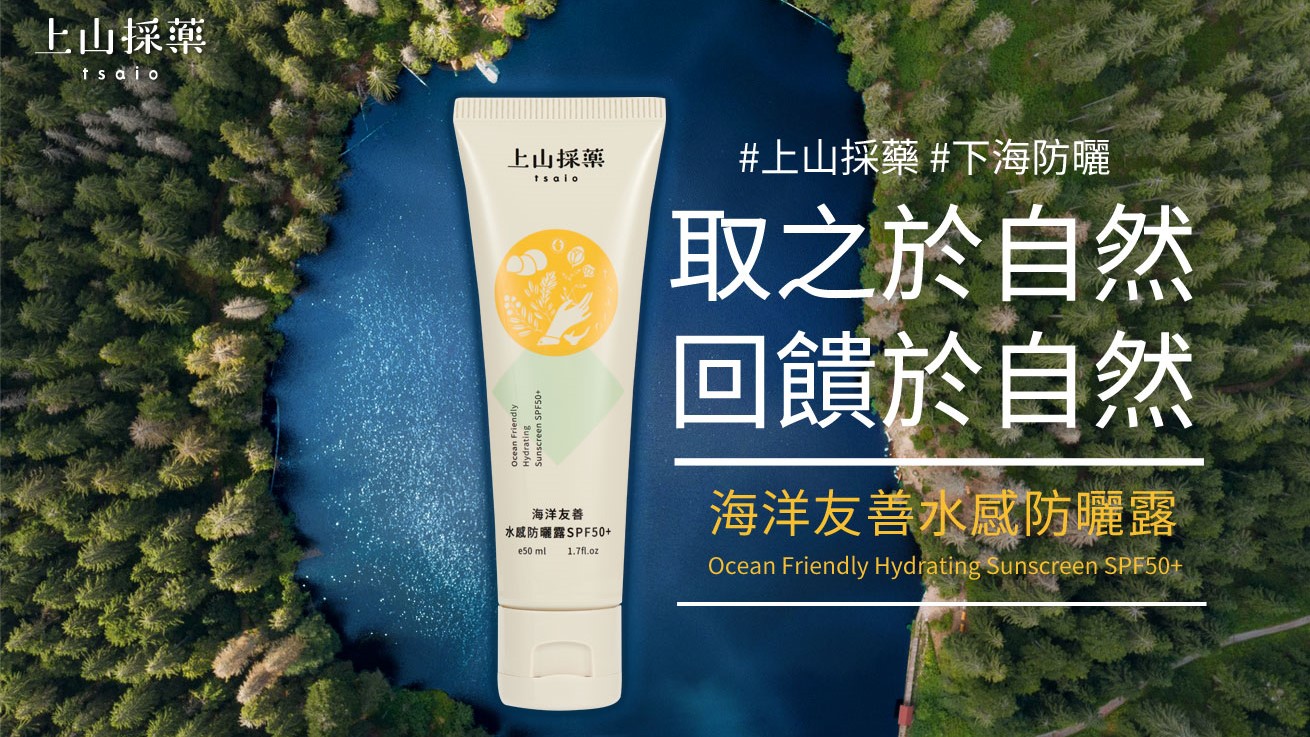 上山採藥
tsaio
上山採藥
tsaio
Ocean Friendly
Hydrating
Sunscreen SPF50+
海洋友善
水感防曬露SPF50+
e50 ml 1.7fl.oz
#上山採藥 #下海防曬
取之於自然
回饋於自然
海洋友善水感防曬露
Ocean Friendly Hydrating Sunscreen SPF50+